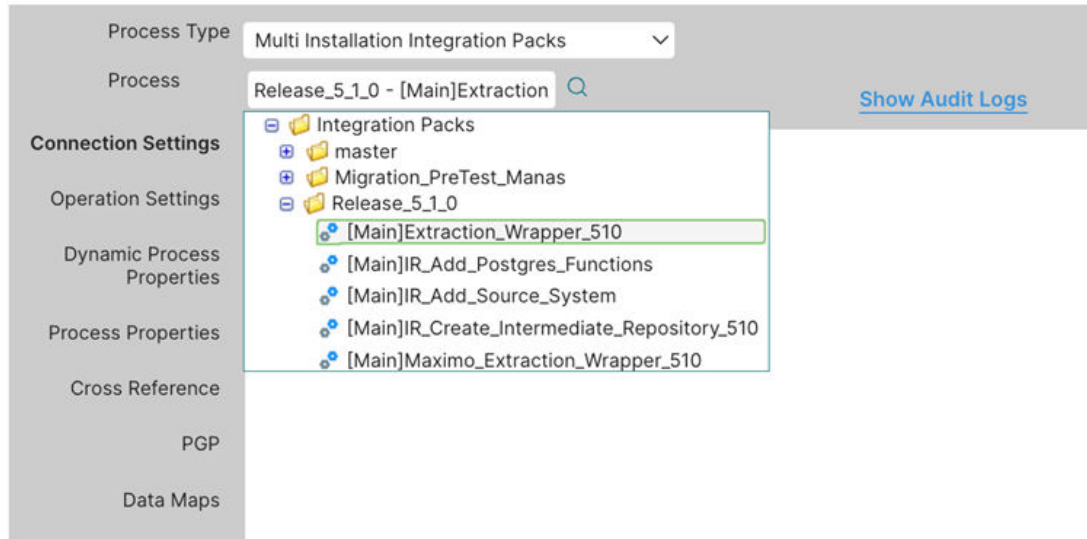 Process Type
Multi Installation Integration Packs
Process
Release_5_1_0 - [Main]Extraction
Show Audit Logs
Integration Packs
Connection Settings
master
Migration_PreTest_Manas
Operation Settings
Release_5_1_0
[Main]Extraction_Wrapper_510
Dynamic Process
Properties
[Main]IR_Add_Postgres_Functions
[Main]IR_Add_Source_System
Process Properties
[Main]IR_Create_Intermediate_Repository_510
[Main]Maximo_Extraction_Wrapper_510
Cross Reference
PGP
Data Maps